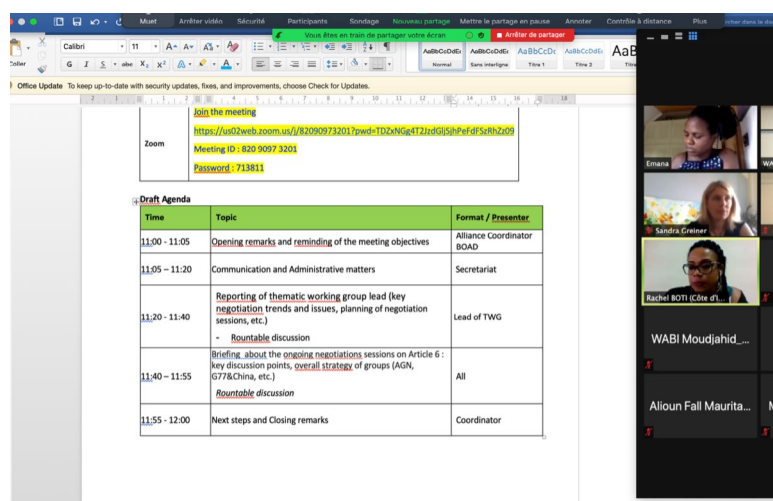 Muet Arrêter vidéo Sécurité Participants Sondage Nouveau partage Mettre le partage en pause Annoter Contrôle à distance Plus
Vous êtes en train de partager votre écran Arrêter de partager
Calibri 11
G I S abc X₂ X²
AaBbCcDdEe AaBbCcDdEe AaBbCcDc AaBbCcDdEe AaB
Normal Sans interligne Titre 1 Titre 2
Office Update To keep up-to-date with security updates, fixes, and improvements, choose Check for Updates.
Zoom
Join the meeting
https://us02web.zoom.us/j/82090973201?pwd=TDZxNGg4T2JzdGljSjhPeFdFSzRhZz09
Meeting ID : 820 9097 3201
Password : 713811
Draft Agenda
Time Topic Format / Presenter
11:00 - 11:05 Opening remarks and reminding of the meeting objectives Alliance Coordinator
BOAD
11:05 – 11:20 Communication and Administrative matters Secretariat
11:20 - 11:40 Reporting of thematic working group lead (key
negotiation trends and issues, planning of negotiation
sessions, etc.) Lead of TWG
- Rountable discussion
11:40 – 11:55 Briefing about the ongoing negotiations sessions on Article 6 :
key discussion points, overall strategy of groups (AGN,
G77&China, etc.) All
Rountable discussion
11:55 - 12:00 Next steps and Closing remarks Coordinator
Emana
Sandra Greiner
Rachel BOTI (Côte d'I...
WABI Moudjahid_...
Alioun Fall Maurita...